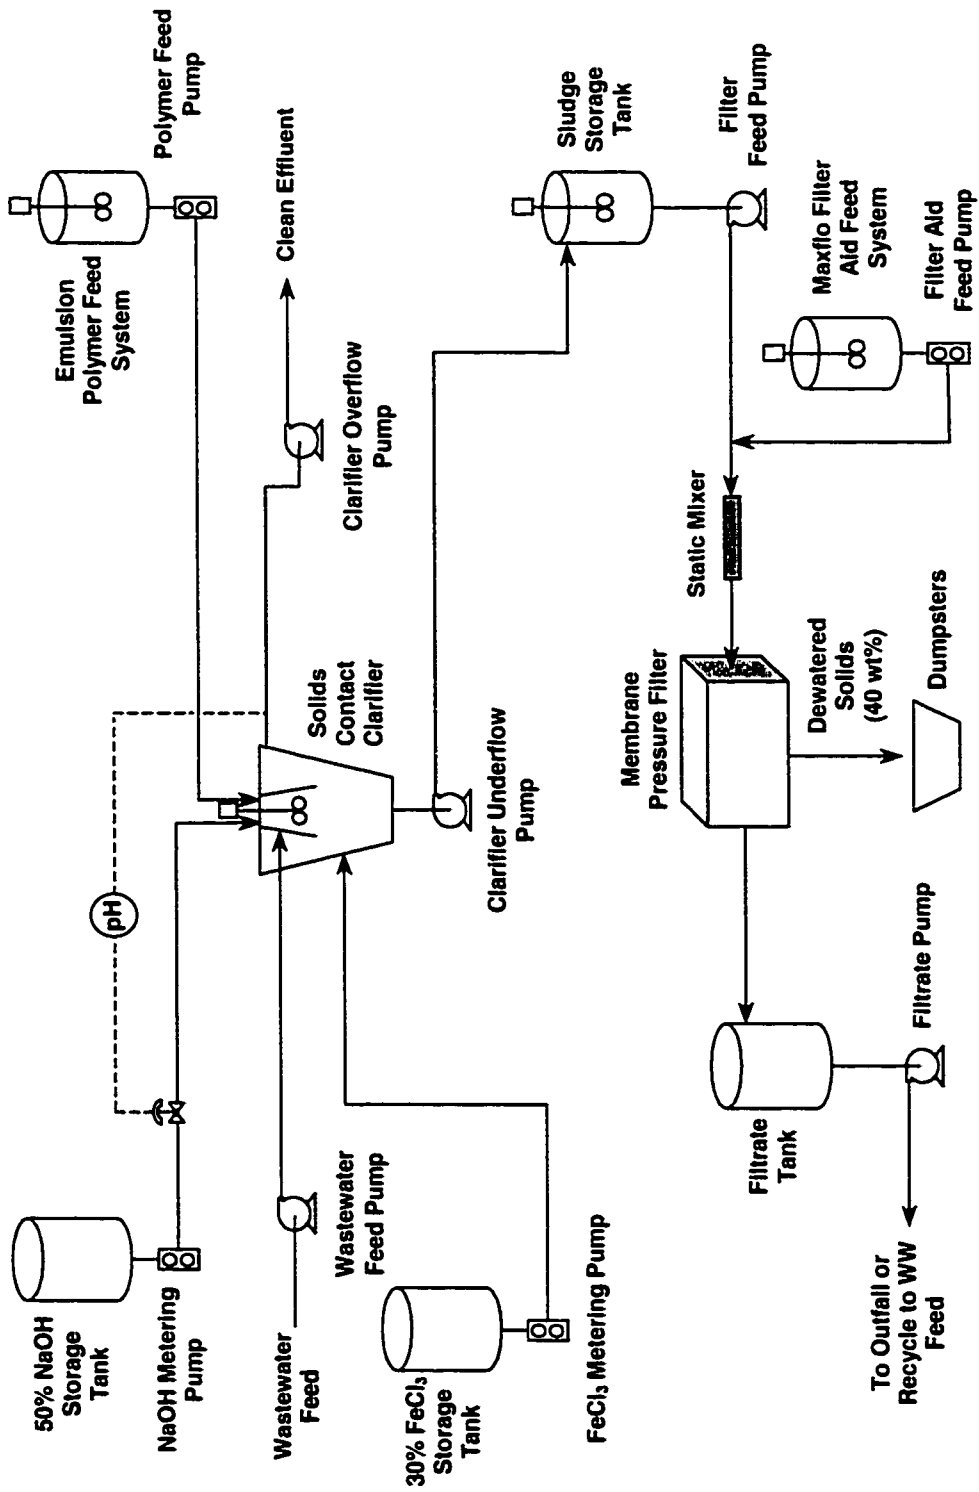 50% NaOH
Storage
Tank
NaOH Metering
Pump
pH
Emulsion
Polymer Feed
System
Polymer Feed
Pump
Clean Effluent
Clarifier Overflow
Pump
Solids
Contact
Clarifier
Wastewater
Feed
Wastewater
Feed Pump
30% FeCl₃
Storage
Tank
FeCl₃ Metering Pump
Clarifier Underflow
Pump
Sludge
Storage
Tank
Filter
Feed Pump
Maxflo Filter
Aid Feed
System
Filter Aid
Feed Pump
Static Mixer
Membrane
Pressure Filter
Dewatered
Solids
(40 wt%)
Dumpsters
Filtrate
Tank
Filtrate Pump
To Outfall or
Recycle to WW
Feed